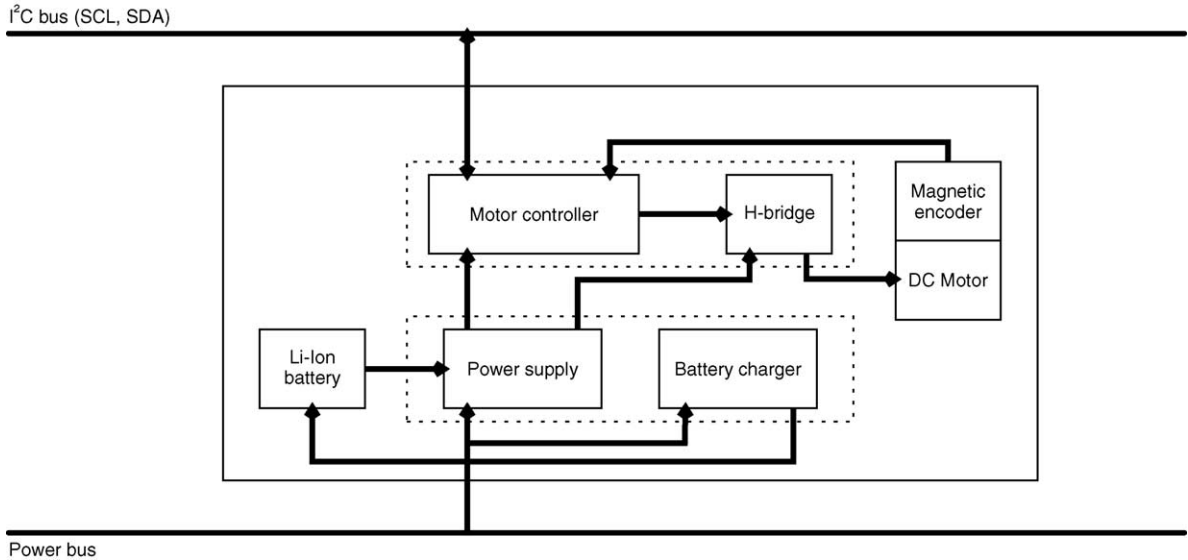 I²C bus (SCL, SDA)
Motor controller
H-bridge
Magnetic
encoder
DC Motor
Li-Ion
battery
Power supply
Battery charger
Power bus